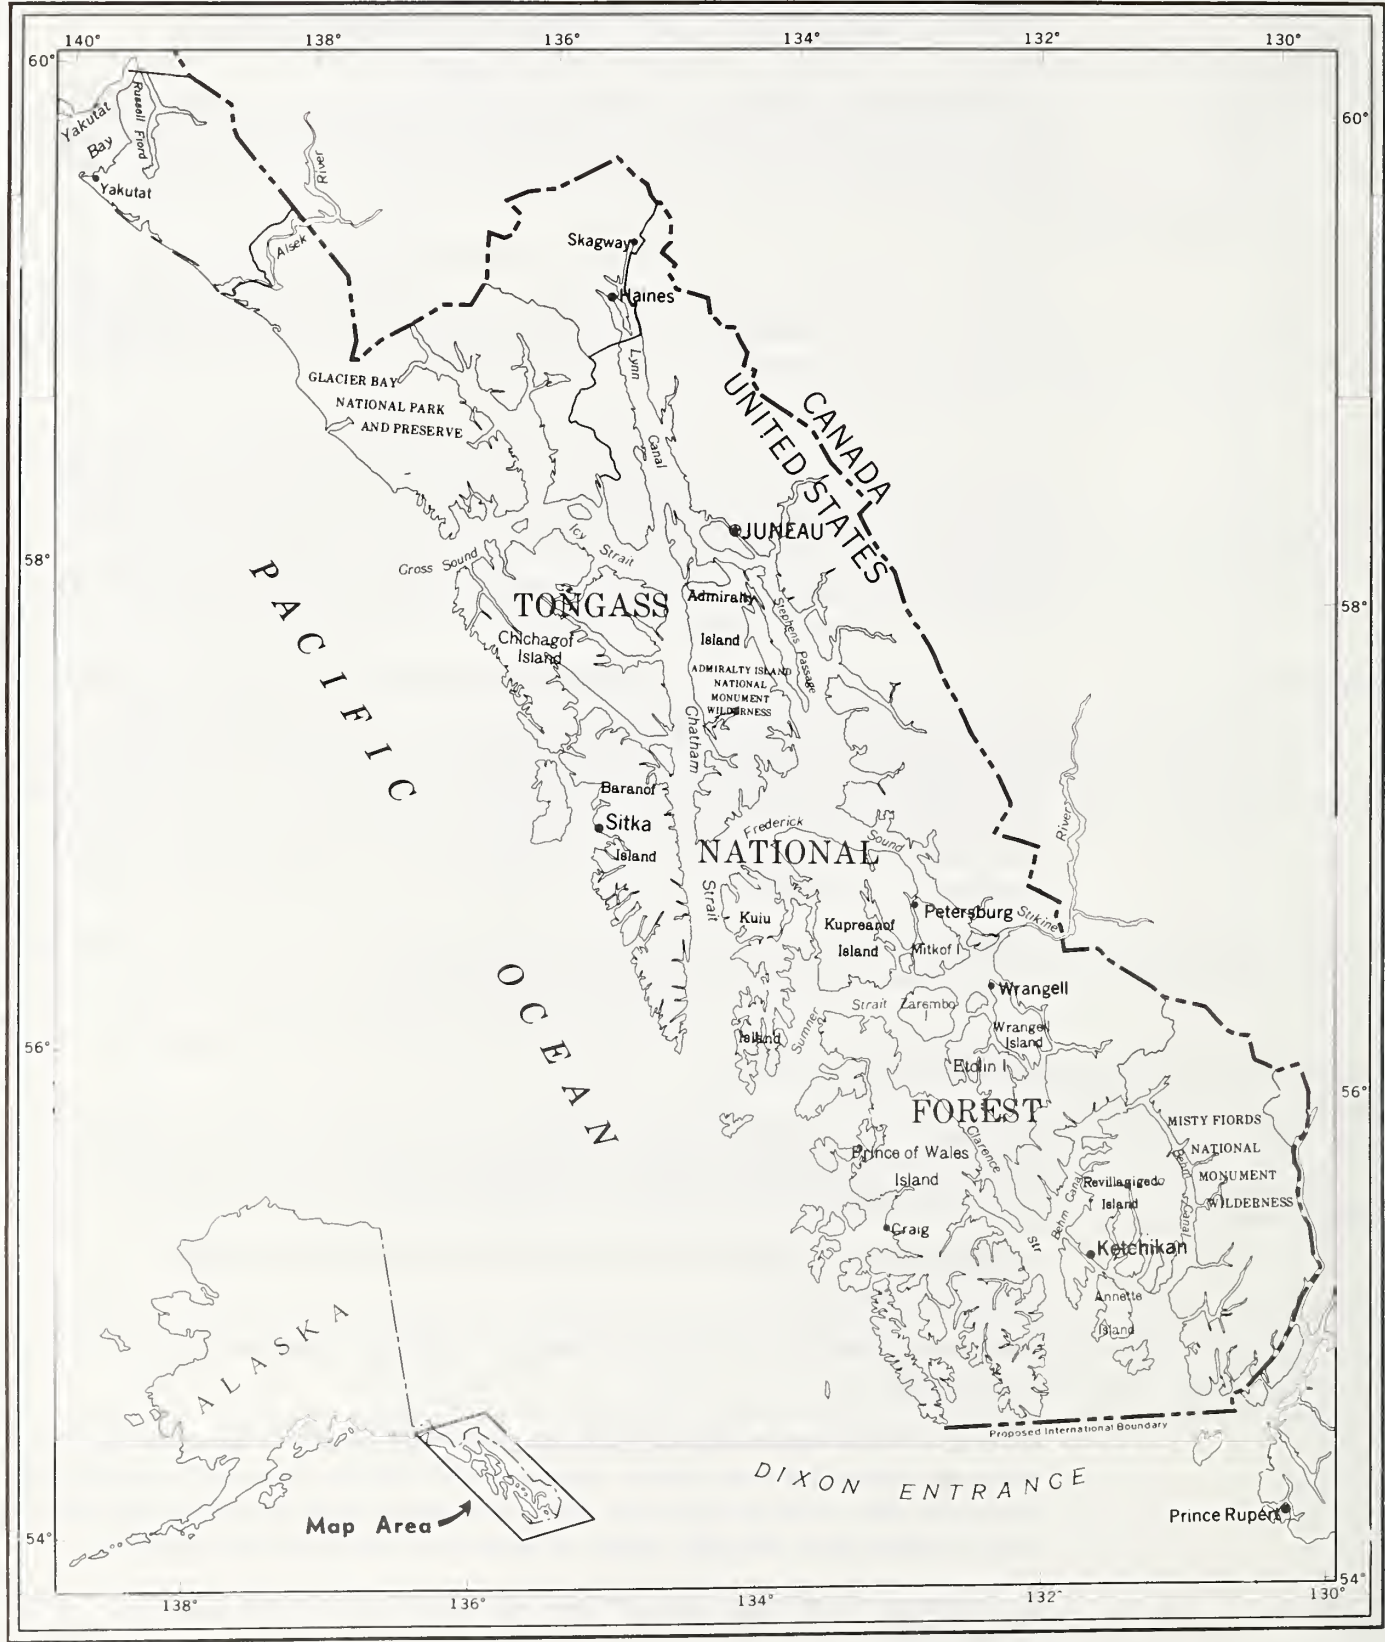 140° 138° 136° 134° 132° 130°
60°
60°
Yakutat
Bay
Russell Fiord
Yakutat
River
Alsek
Skagway
Haines
Lynn
Canal
GLACIER BAY
NATIONAL PARK
AND PRESERVE
CANADA
UNITED STATES
JUNEAU
Icy
Strait
Cross Sound
58°
58°
PACIFIC
OCEAN
TONGASS
Chichagof
Island
Admiralty
Island
Stephens Passage
ADMIRALTY ISLAND
NATIONAL
MONUMENT
WILDERNESS
Chatham
Strait
Baranof
Sitka
Island
Frederick
Sound
NATIONAL
River
Stikine
Petersburg
Kuiu
Island
Kupreanof
Island
Mitkof I
Wrangell
Sumner
Strait
Zarembo
I
Wrangell
Island
Etolin I
56°
56°
FOREST
Clarence
Str
Prince of Wales
Island
MISTY FIORDS
NATIONAL
MONUMENT
WILDERNESS
Behm Canal
Behm
Canal
Revillagigedo
Island
Craig
Ketchikan
Annette
Island
ALASKA
Map Area
Proposed International Boundary
DIXON ENTRANCE
Prince Rupert
54°
54°
138° 136° 134° 132° 130°